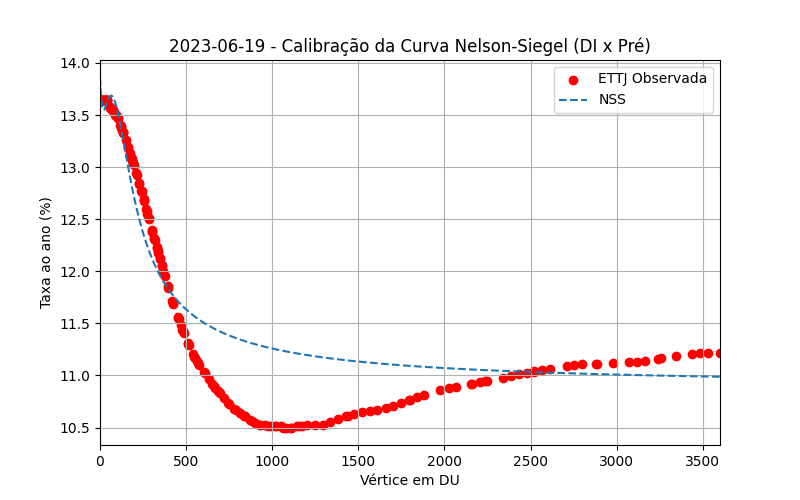 2023-06-19 - Calibração da Curva Nelson-Siegel (DI x Pré)
ETTJ Observada
NSS
Taxa ao ano (%)
14.0
13.5
13.0
12.5
12.0
11.5
11.0
10.5
0 500 1000 1500 2000 2500 3000 3500
Vértice em DU